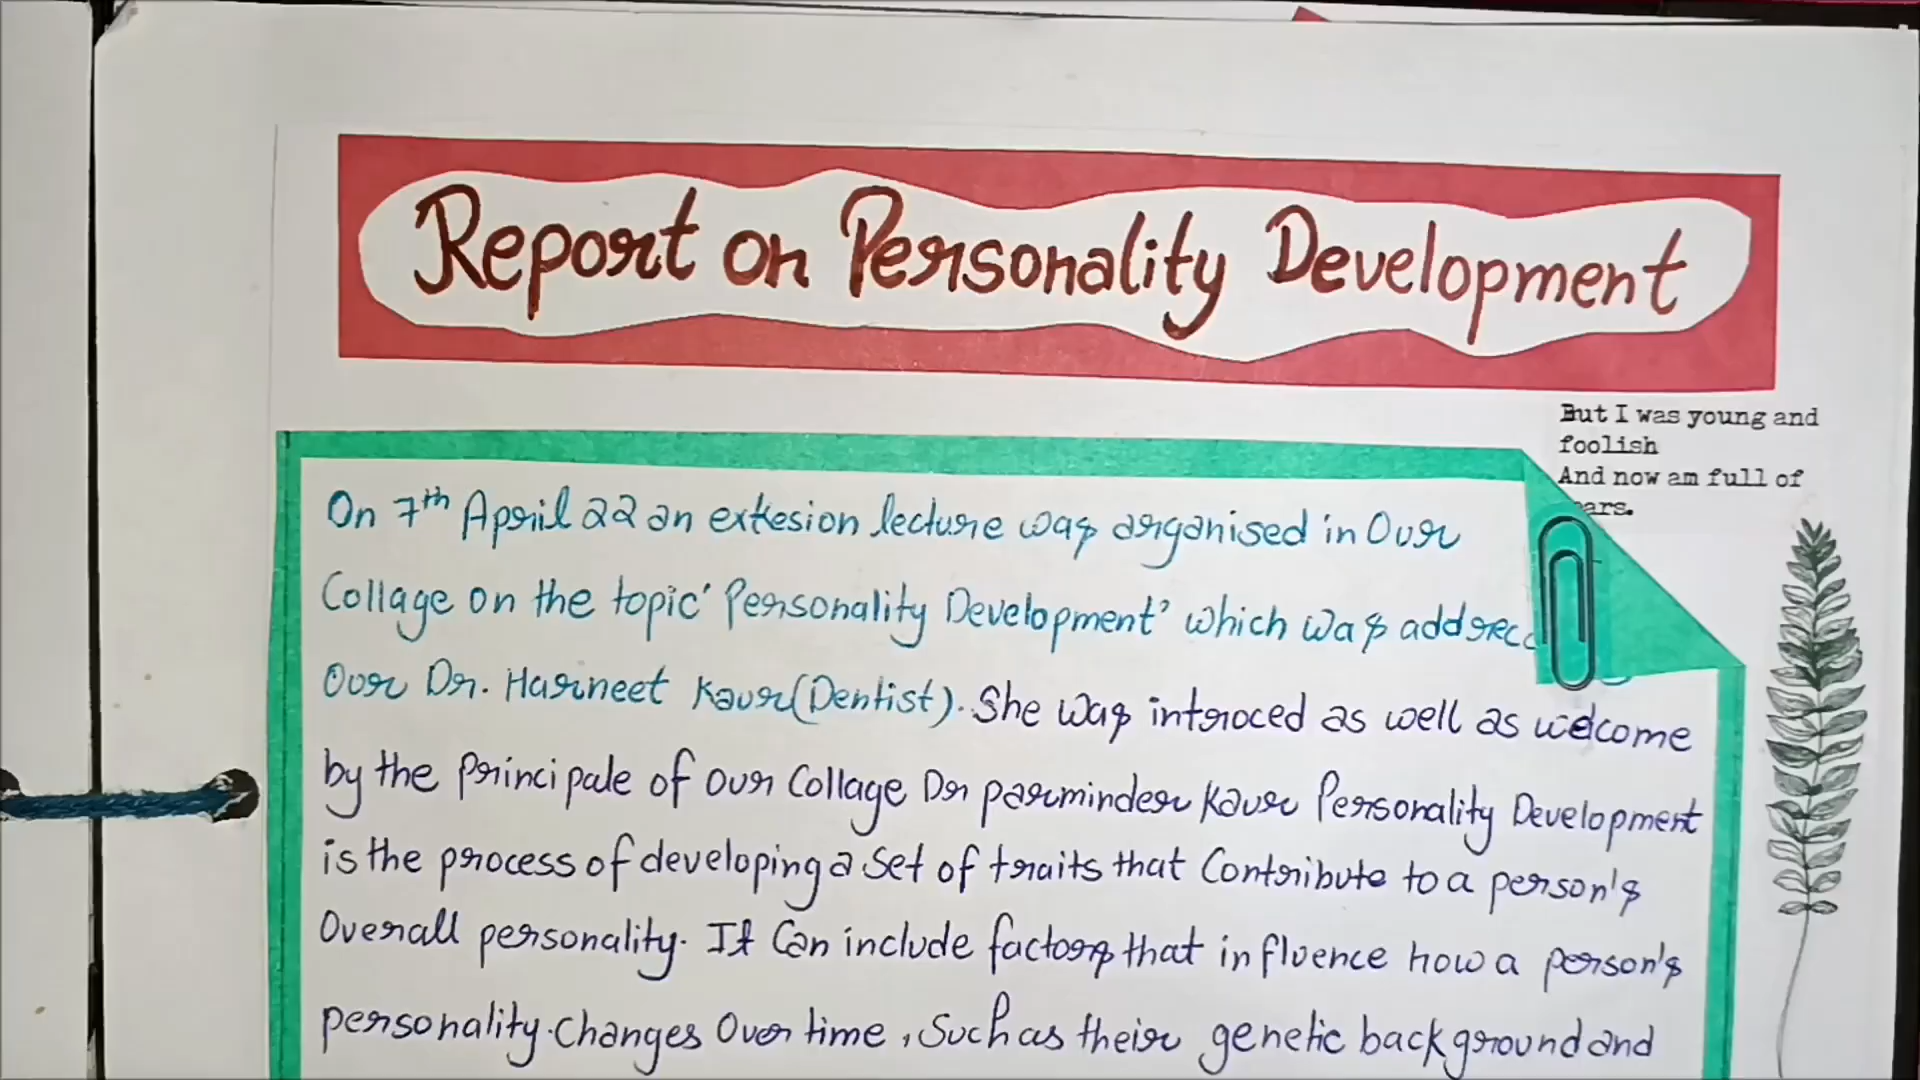 Report on Personality Development
But I was young and
foolish
And now am full of
ears.
On 7th April 22 an extesion lecture was arganised in Our
Collage on the topic' Personality Development' which was
Our Dr. Harneet Kaur (Dentist). She was introced as well as welcome
by the principale of our Collage Dr parminder Kaur Personality Development
is the process of developing a set of traits that Contribute to a person's
Overall personality. It Can include factors that influence how a person's
personality. Changes Over time, Such as their genetic background and